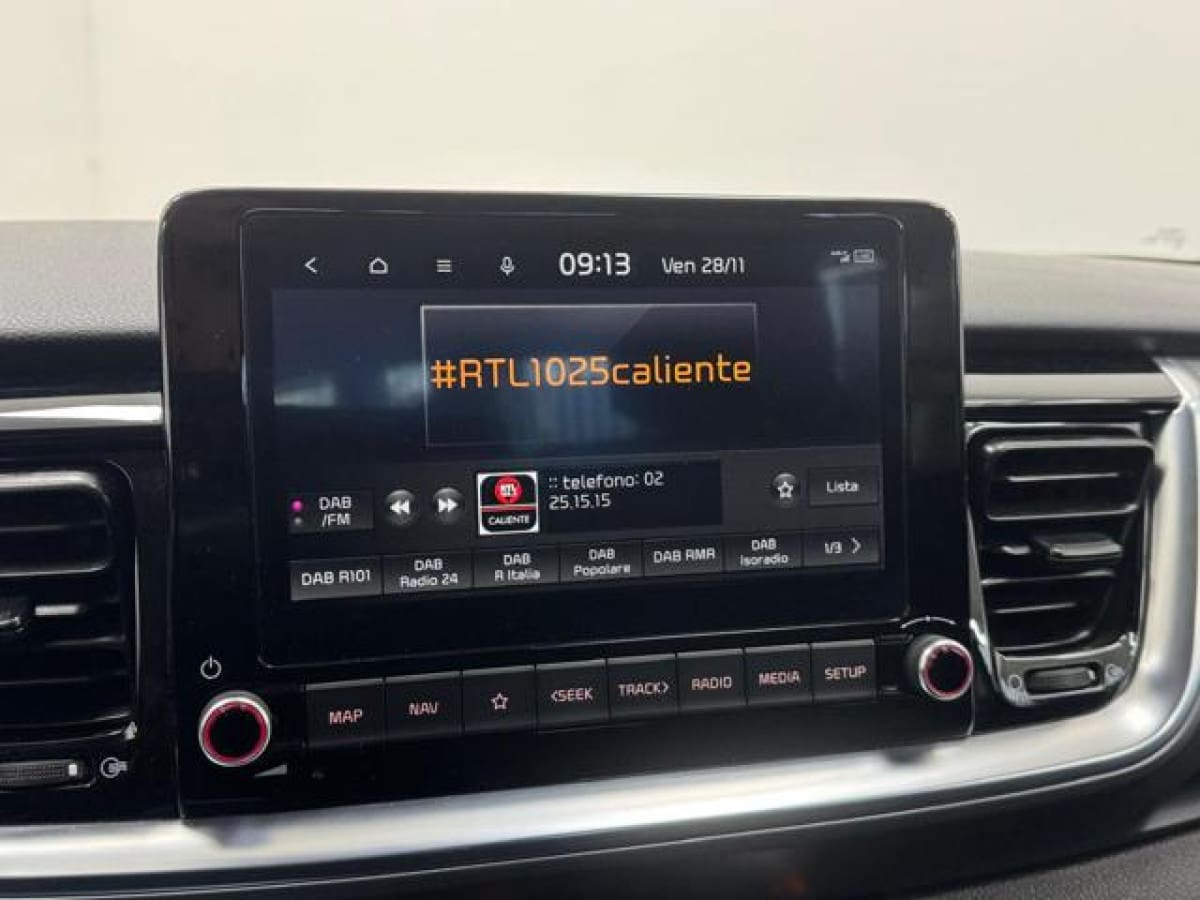 09:13 Ven 28/11
#RTL1025caliente
DAB
/FM
RTL
CALIENTE
:: telefono: 02
25.15.15
Lista
DAB R101
DAB
Radio 24
DAB
R Italia
DAB
Popolare
DAB RMR
DAB
Isoradio
1/3 >
MAP
NAV
<SEEK
TRACK>
RADIO
MEDIA
SETUP